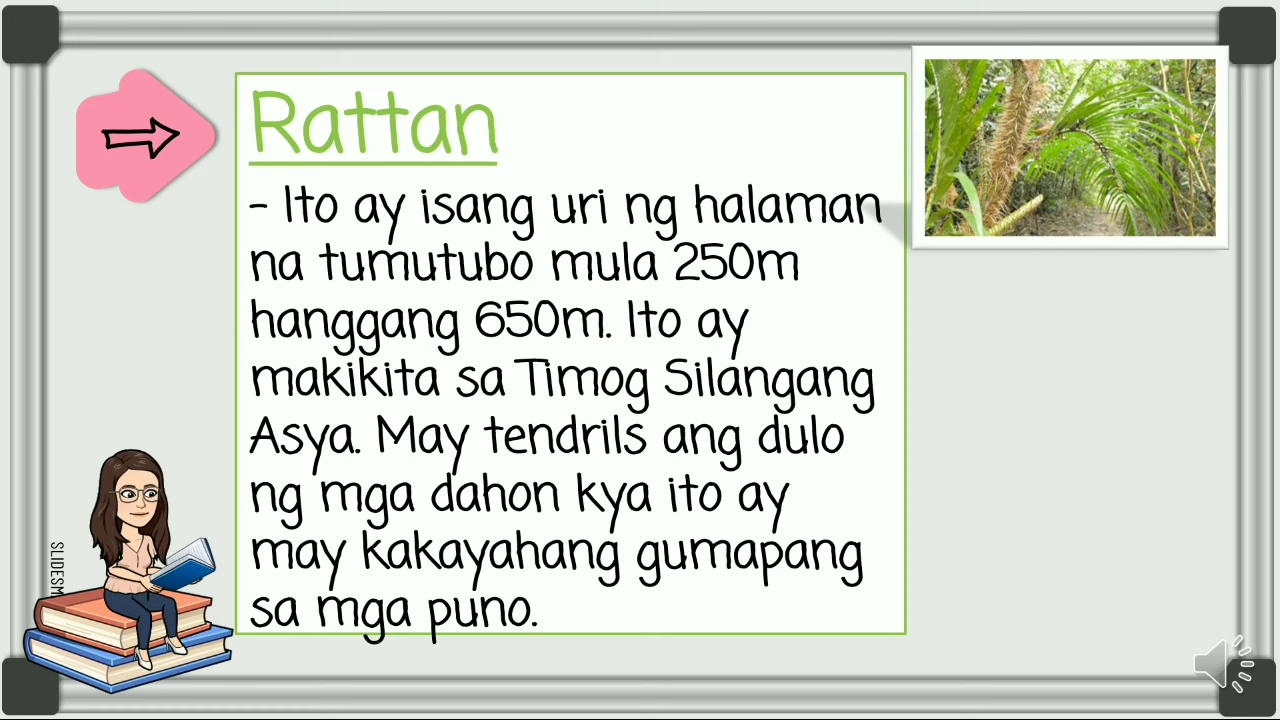 Rattan
- Ito ay isang uri ng halaman
na tumutubo mula 250m
hanggang 650m. Ito ay
makikita sa Timog Silangang
Asya. May tendrils ang dulo
ng mga dahon kya ito ay
may kakayahang gumapang
sa mga puno.
SLIDESM